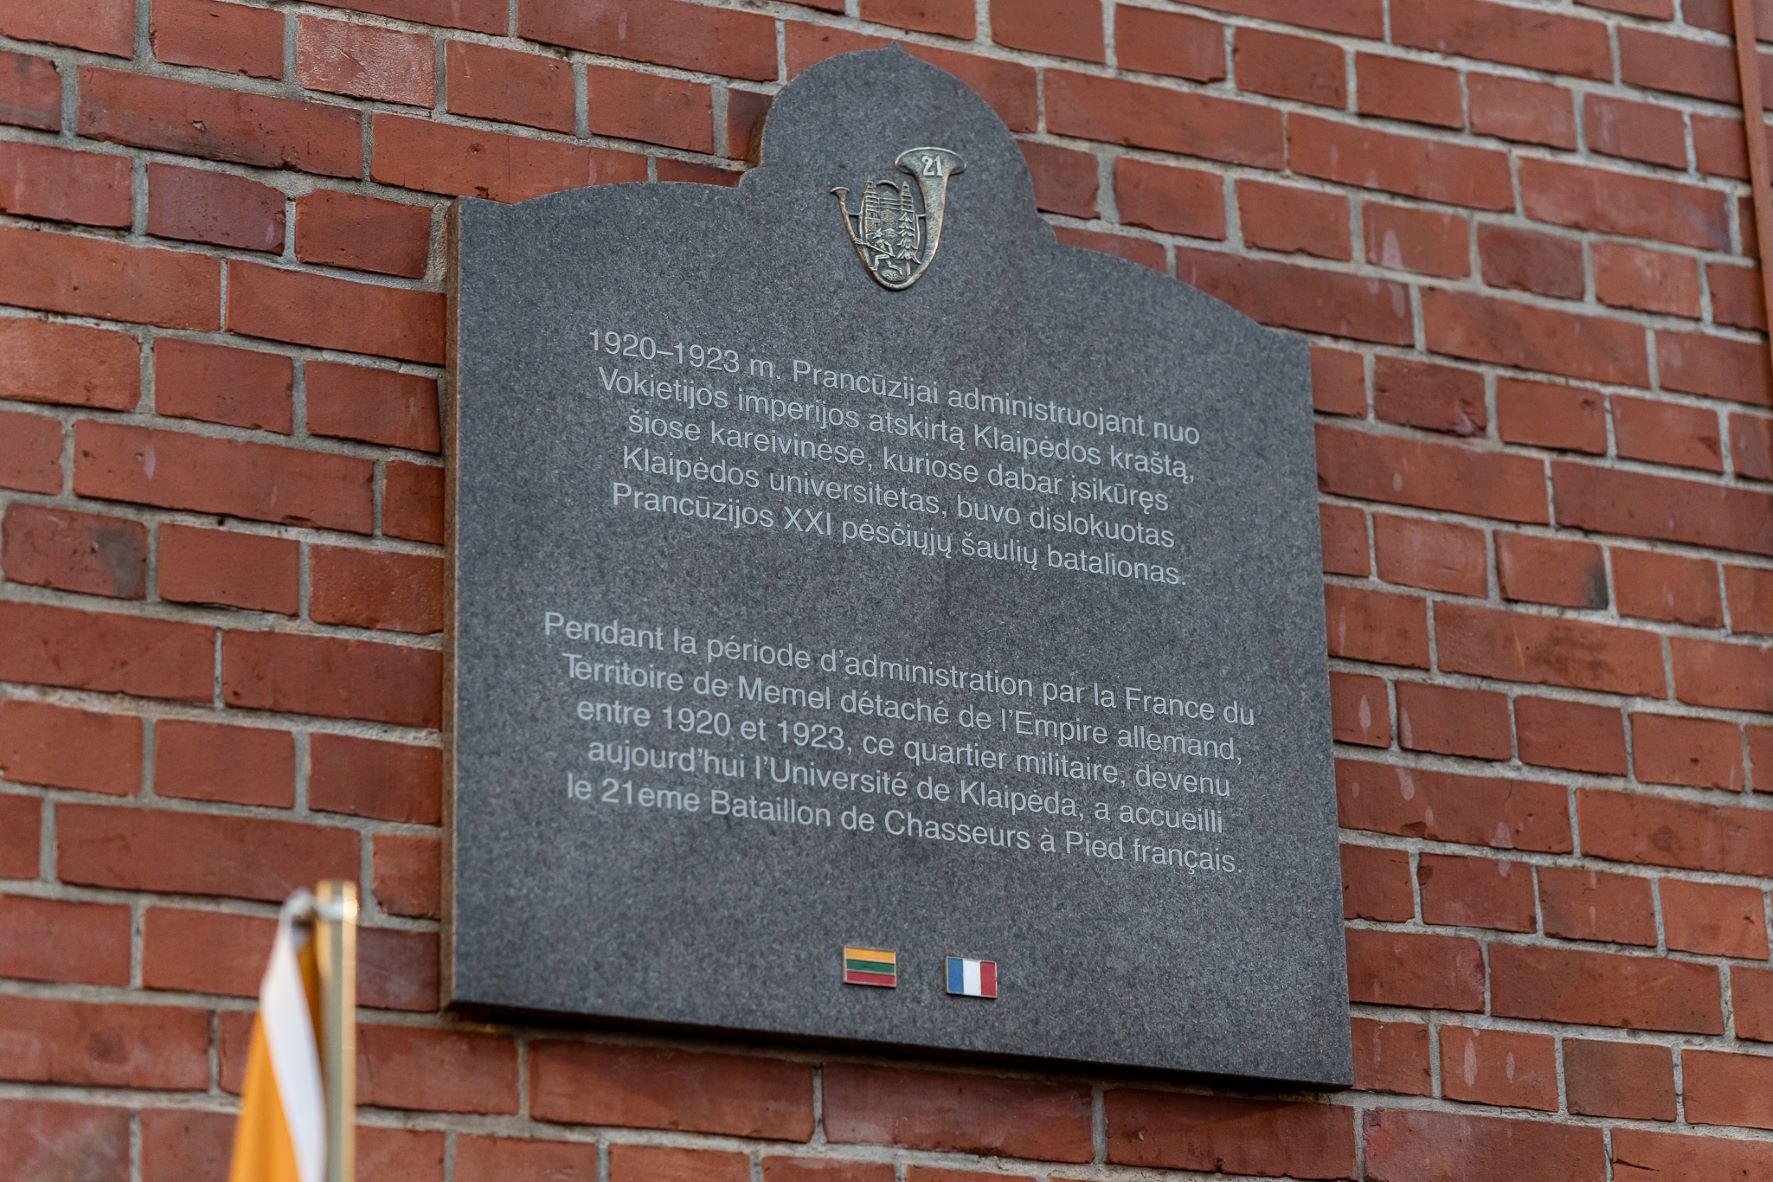 21
1920–1923 m. Prancūzijai administruojant nuo
Vokietijos imperijos atskirtą Klaipėdos kraštą,
šiose kareivinėse, kuriose dabar įsikūręs
Klaipėdos universitetas, buvo dislokuotas
Prancūzijos XXI pėsčiųjų šaulių batalionas.
Pendant la période d’administration par la France du
Territoire de Memel détaché de l’Empire allemand,
entre 1920 et 1923, ce quartier militaire, devenu
aujourd’hui l’Université de Klaipėda, a accueilli
le 21eme Bataillon de Chasseurs à Pied français.